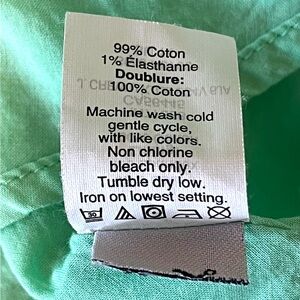 99% Coton
1% Élasthanne
Doublure:
100% Coton
Machine wash cold
gentle cycle,
with like colors.
Non chlorine
bleach only.
Tumble dry low.
Iron on lowest setting.